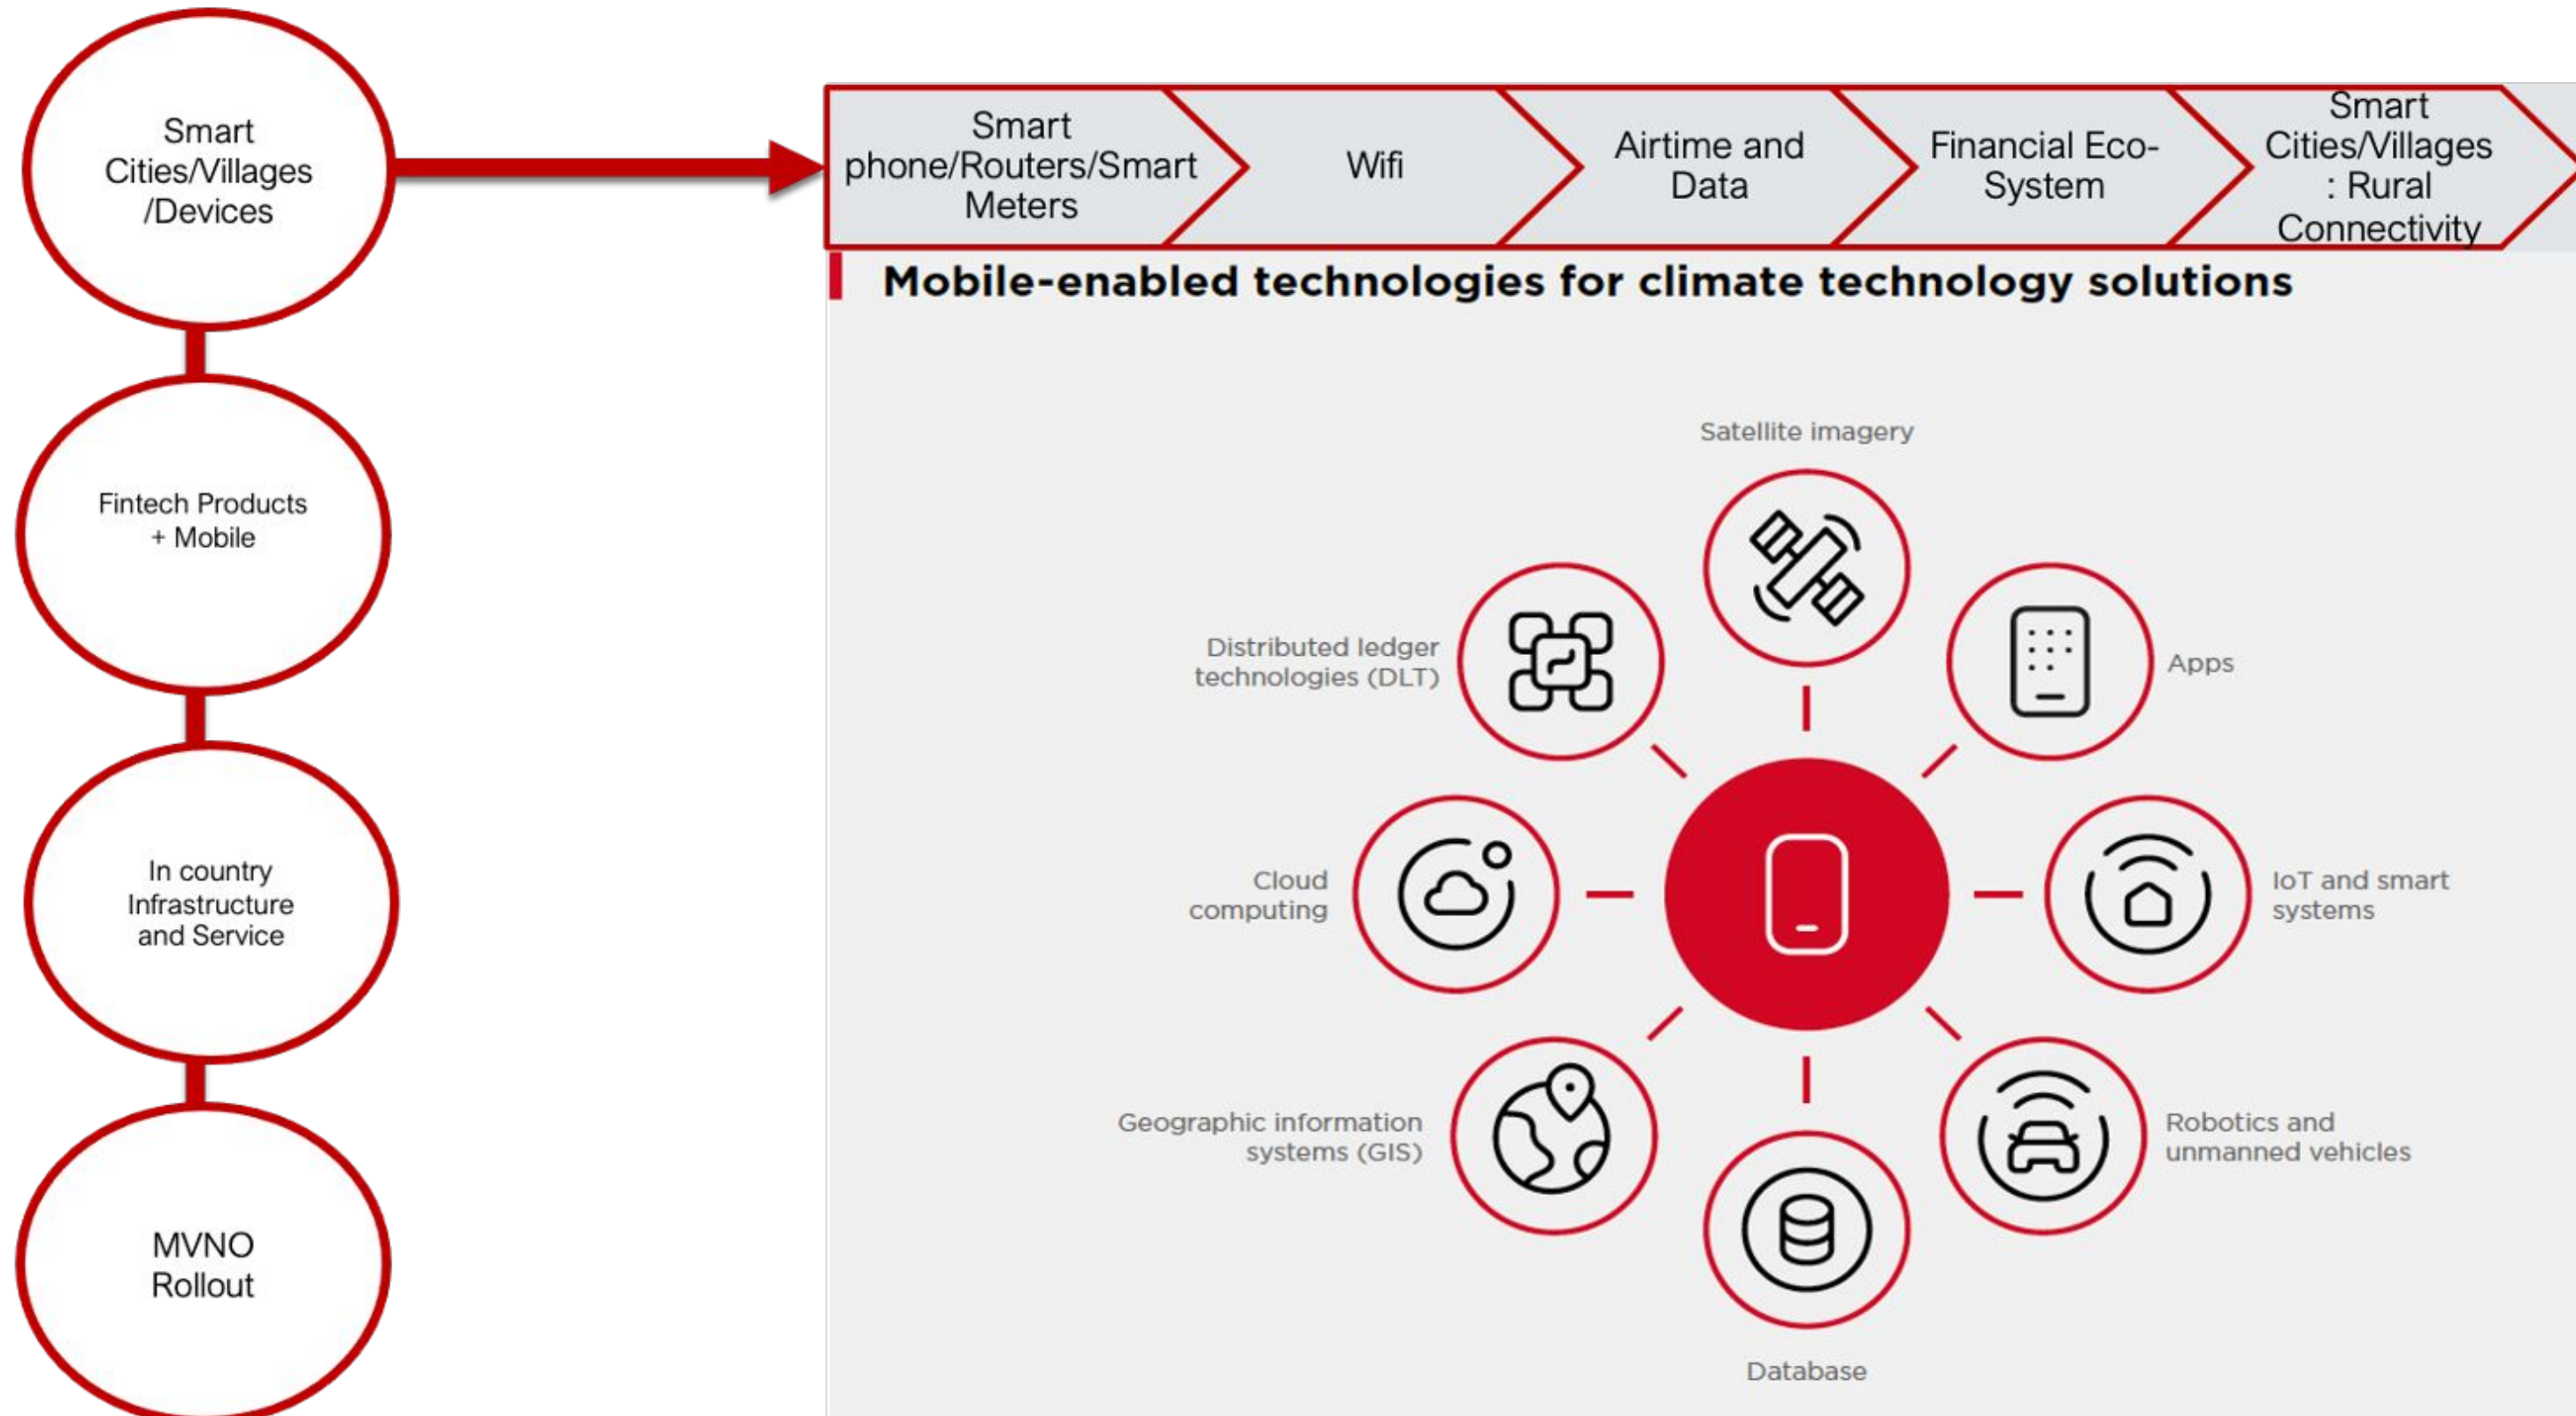 Smart
Cities/Villages
/Devices
Fintech Products
+ Mobile
In country
Infrastructure
and Service
MVNO
Rollout
Smart
phone/Routers/Smart
Meters
Wifi
Airtime and
Data
Financial Eco-
System
Smart
Cities/Villages
: Rural
Connectivity
Mobile-enabled technologies for climate technology solutions
Satellite imagery
Distributed ledger
technologies (DLT)
Apps
Cloud
computing
IoT and smart
systems
Geographic information
systems (GIS)
Robotics and
unmanned vehicles
Database